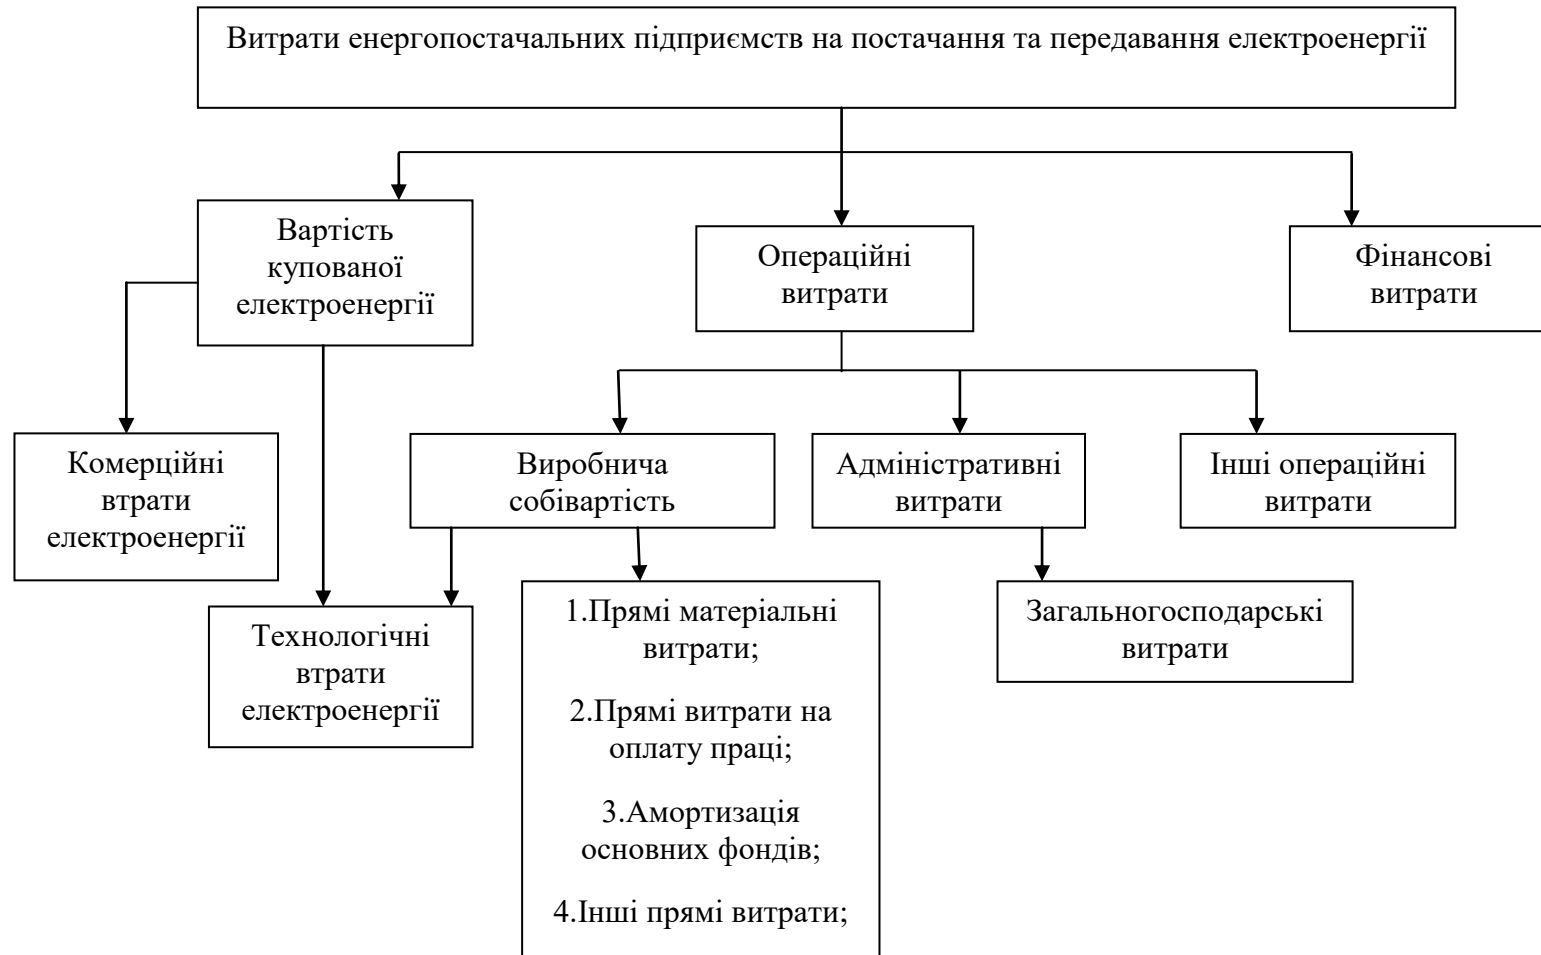 Витрати енергопостачальних підприємств на постачання та передавання електроенергії
Вартість
купованої
електроенергії
Операційні
витрати
Фінансові
витрати
Комерційні
втрати
електроенергії
Виробнича
собівартість
Адміністративні
витрати
Інші операційні
витрати
Технологічні
втрати
електроенергії
1.Прямі матеріальні
витрати;
2.Прямі витрати на
оплату праці;
3.Амортизація
основних фондів;
4.Інші прямі витрати;
Загальногосподарські
витрати